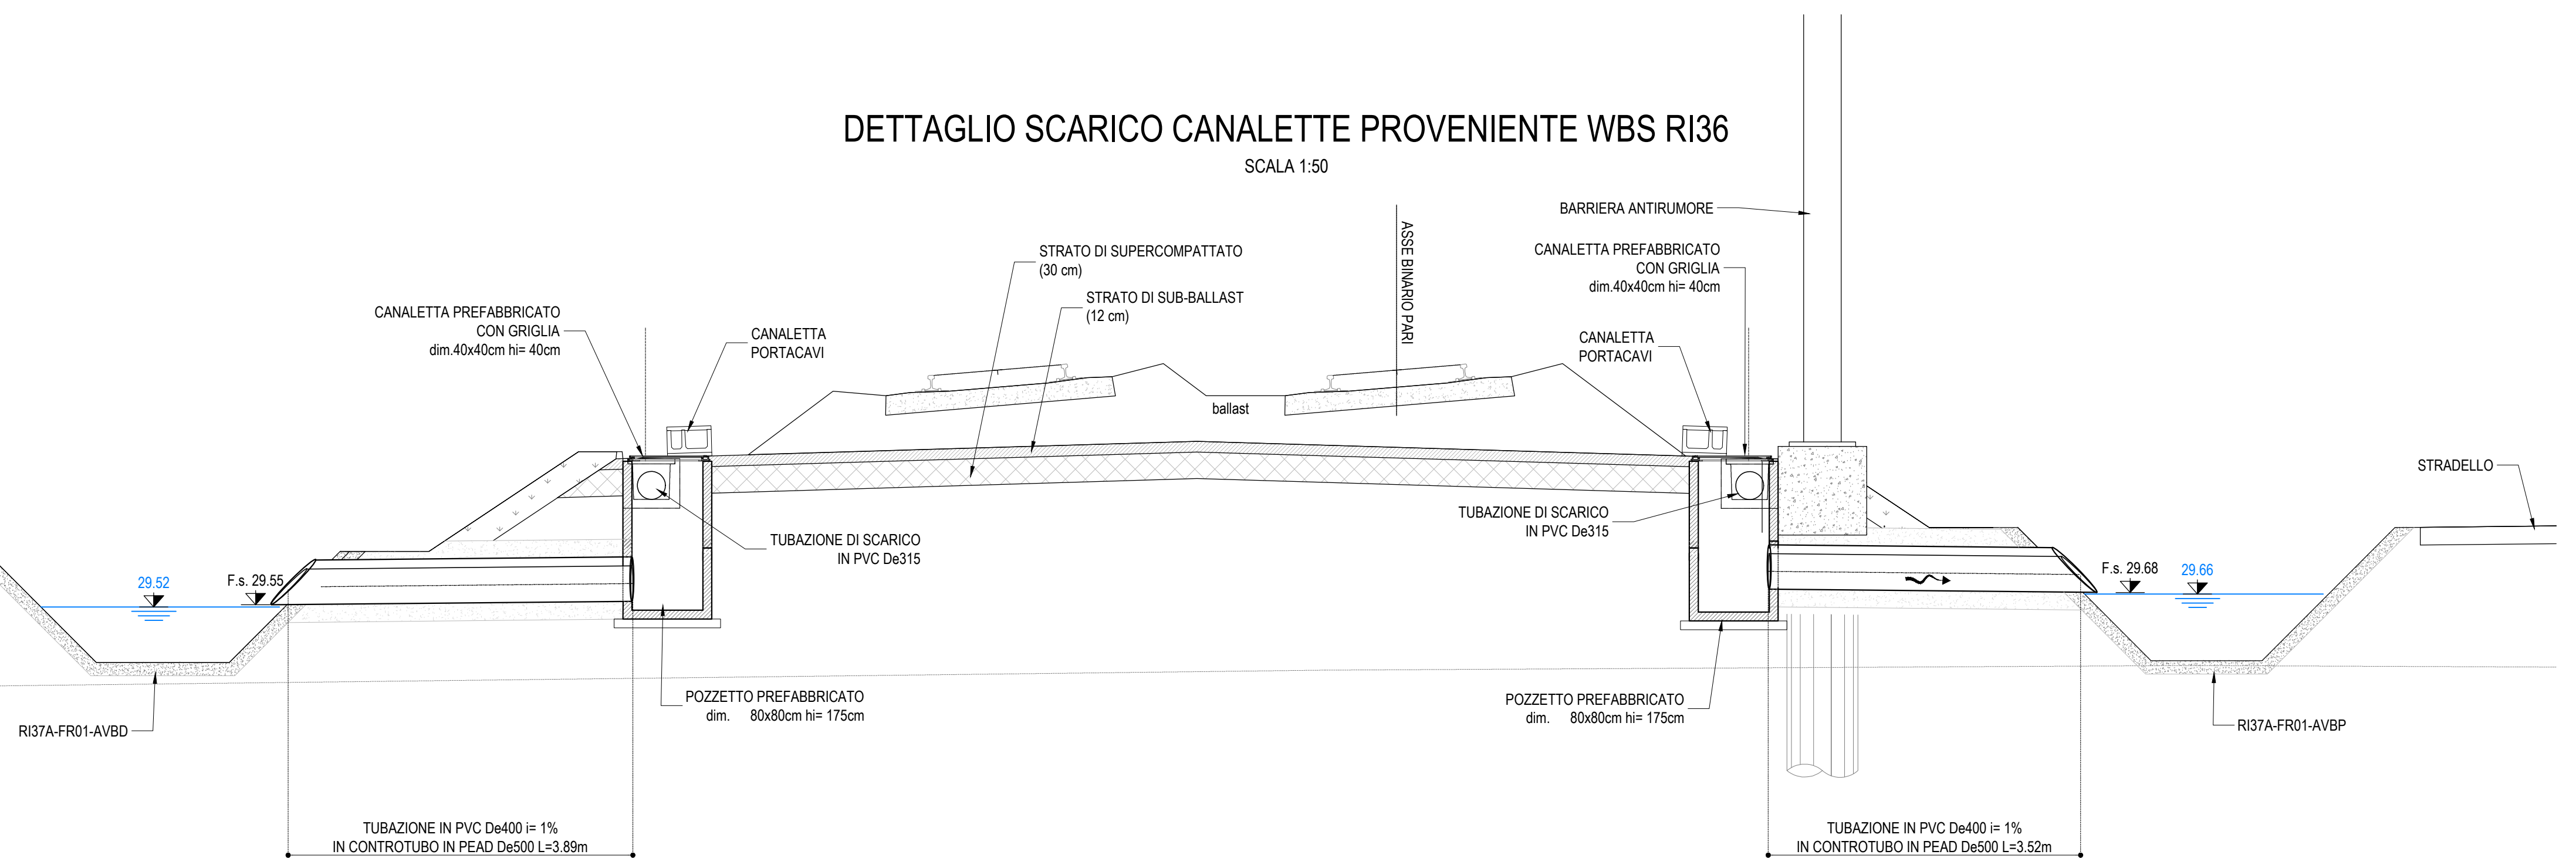 DETTAGLIO SCARICO CANALETTE PROVENIENTE WBS RI36
SCALA 1:50
BARRIERA ANTIRUMORE
ASSE BINARIO PARI
STRATO DI SUPERCOMPATTATO
(30 cm)
STRATO DI SUB-BALLAST
(12 cm)
CANALETTA PREFABBRICATO
CON GRIGLIA
dim.40x40cm hi= 40cm
CANALETTA PREFABBRICATO
CON GRIGLIA
dim.40x40cm hi= 40cm
CANALETTA
PORTACAVI
CANALETTA
PORTACAVI
ballast
STRADELLO
TUBAZIONE DI SCARICO
IN PVC De315
TUBAZIONE DI SCARICO
IN PVC De315
29.52
F.s. 29.55
F.s. 29.68
29.66
POZZETTO PREFABBRICATO
dim. 80x80cm hi= 175cm
POZZETTO PREFABBRICATO
dim. 80x80cm hi= 175cm
RI37A-FR01-AVBD
RI37A-FR01-AVBP
TUBAZIONE IN PVC De400 i= 1%
IN CONTROTUBO IN PEAD De500 L=3.89m
TUBAZIONE IN PVC De400 i= 1%
IN CONTROTUBO IN PEAD De500 L=3.52m